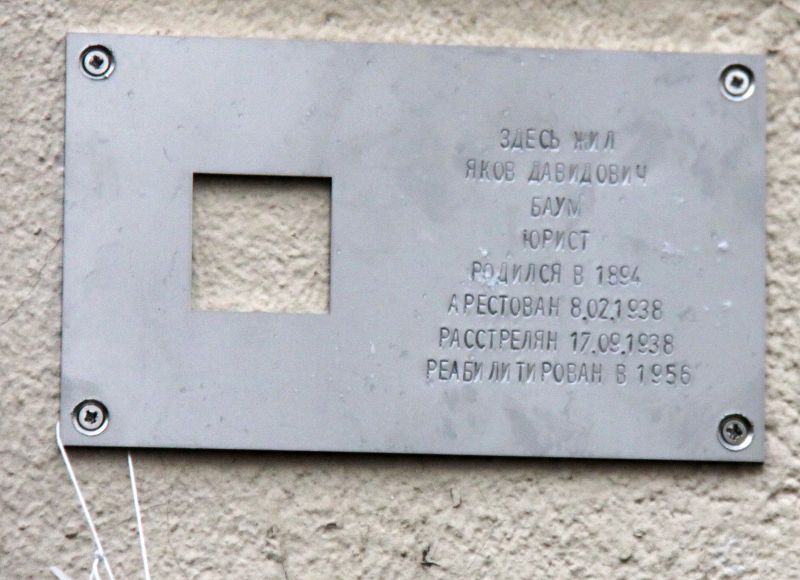 ЗДЕСЬ ЖИЛ
ЯКОВ ДАВИДОВИЧ
БАУМ
ЮРИСТ
РОДИЛСЯ В 1894
АРЕСТОВАН 8.02.1938
РАССТРЕЛЯН 17.09.1938
РЕАБИЛИТИРОВАН В 1956